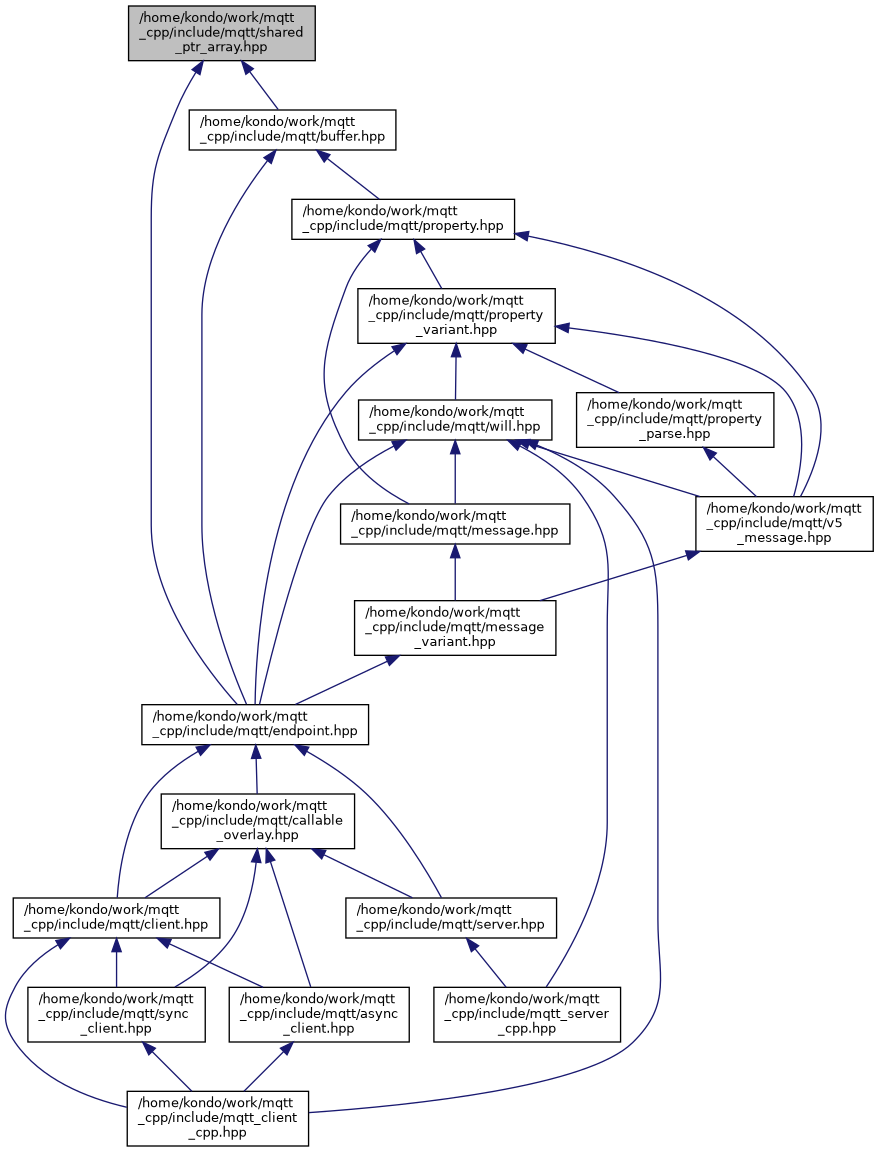 /home/kondo/work/mqtt
_cpp/include/mqtt/shared
_ptr_array.hpp
/home/kondo/work/mqtt
_cpp/include/mqtt/buffer.hpp
/home/kondo/work/mqtt
_cpp/include/mqtt/property.hpp
/home/kondo/work/mqtt
_cpp/include/mqtt/property
_variant.hpp
/home/kondo/work/mqtt
_cpp/include/mqtt/will.hpp
/home/kondo/work/mqtt
_cpp/include/mqtt/property
_parse.hpp
/home/kondo/work/mqtt
_cpp/include/mqtt/message.hpp
/home/kondo/work/mqtt
_cpp/include/mqtt/v5
_message.hpp
/home/kondo/work/mqtt
_cpp/include/mqtt/message
_variant.hpp
/home/kondo/work/mqtt
_cpp/include/mqtt/endpoint.hpp
/home/kondo/work/mqtt
_cpp/include/mqtt/callable
_overlay.hpp
/home/kondo/work/mqtt
_cpp/include/mqtt/client.hpp
/home/kondo/work/mqtt
_cpp/include/mqtt/server.hpp
/home/kondo/work/mqtt
_cpp/include/mqtt/sync
_client.hpp
/home/kondo/work/mqtt
_cpp/include/mqtt/async
_client.hpp
/home/kondo/work/mqtt
_cpp/include/mqtt_server
_cpp.hpp
/home/kondo/work/mqtt
_cpp/include/mqtt_client
_cpp.hpp